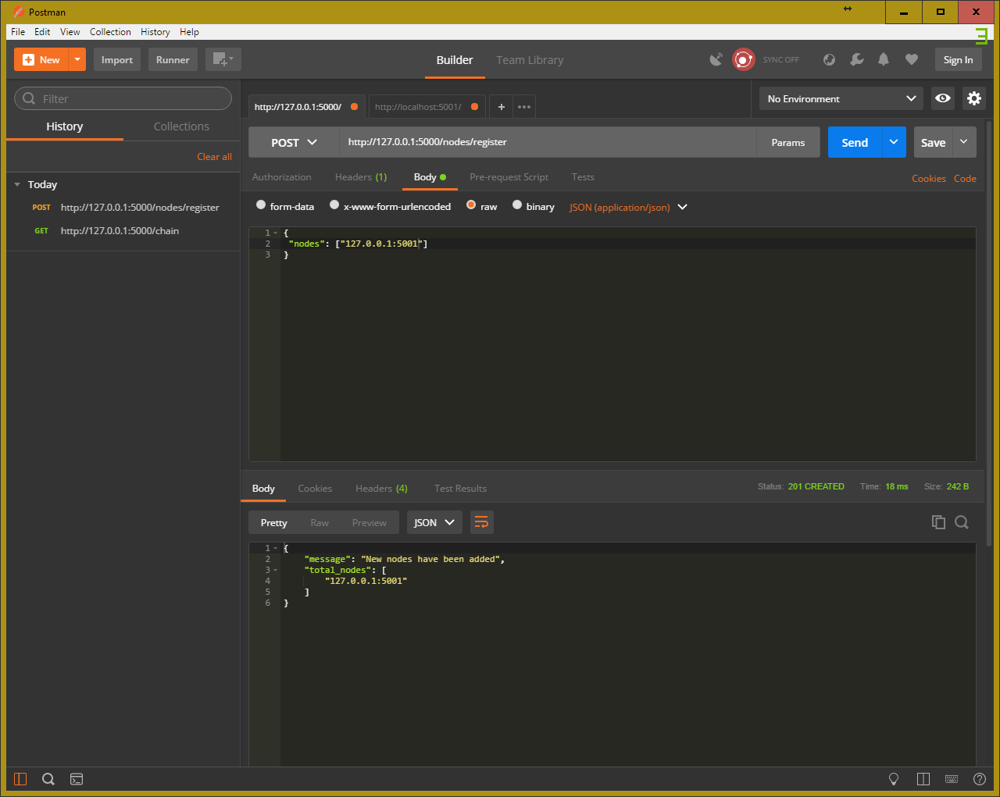 Postman
File Edit View Collection History Help
New Import Runner Builder Team Library SYNC OFF Sign In
Filter
History Collections
Clear all
Today
POST http://127.0.0.1:5000/nodes/register
GET http://127.0.0.1:5000/chain
http://127.0.0.1:5000/ http://localhost:5001/ + •••
No Environment
POST http://127.0.0.1:5000/nodes/register Params Send Save
Authorization Headers (1) Body Pre-request Script Tests Cookies Code
form-data x-www-form-urlencoded raw binary JSON (application/json)
1 {
2 "nodes": ["127.0.0.1:5001"]
3 }
Body Cookies Headers (4) Test Results Status: 201 CREATED Time: 18 ms Size: 242 B
Pretty Raw Preview JSON
1 {
2 "message": "New nodes have been added",
3 "total_nodes": [
4 "127.0.0.1:5001"
5 ]
6 }